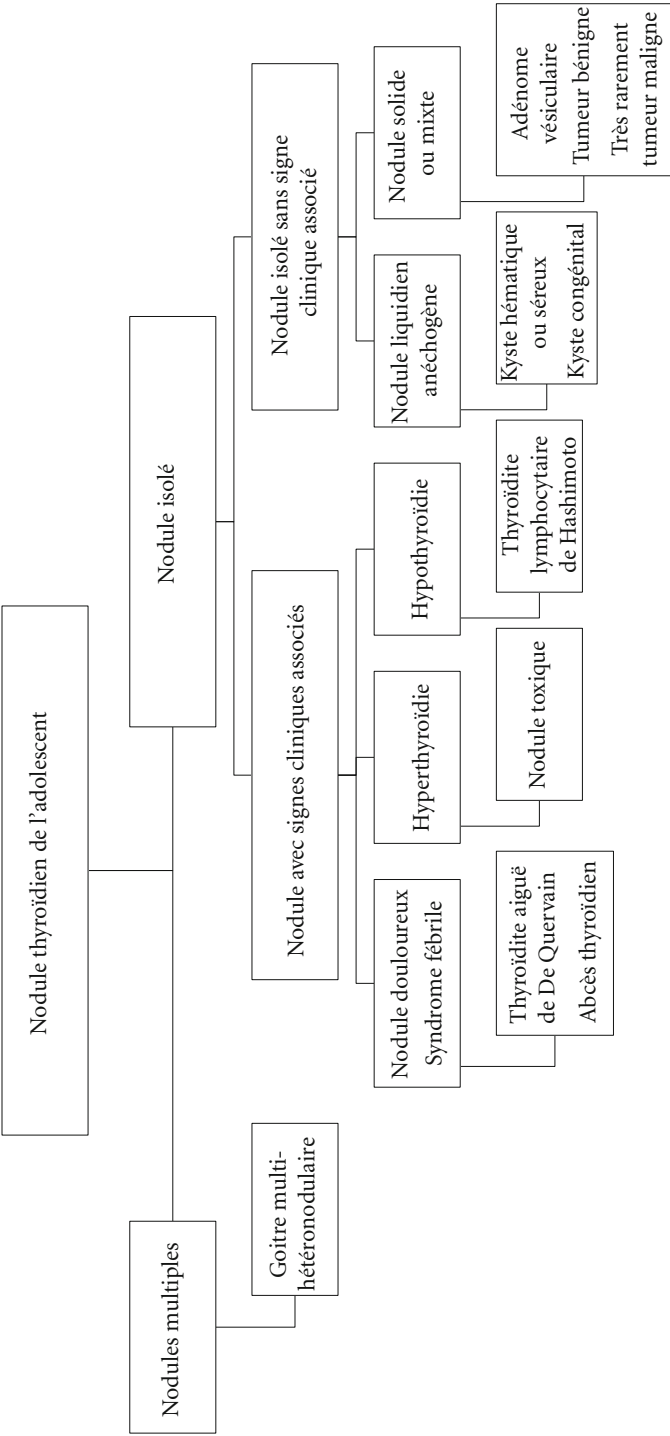 Nodule thyroïdien de l'adolescent
Nodules multiples
Nodule isolé
Goitre multi-
hétéronodulaire
Nodule avec signes cliniques associés
Nodule isolé sans signe
clinique associé
Nodule douloureux
Syndrome fébrile
Hyperthyroïdie
Hypothyroïdie
Nodule liquidien
anéchogène
Nodule solide
ou mixte
Thyroïdite aiguë
de De Quervain
Abcès thyroïdien
Nodule toxique
Thyroïdite
lymphocytaire
de Hashimoto
Kyste hématique
ou séreux
Kyste congénital
Adénome
vésiculaire
Tumeur bénigne
Très rarement
tumeur maligne